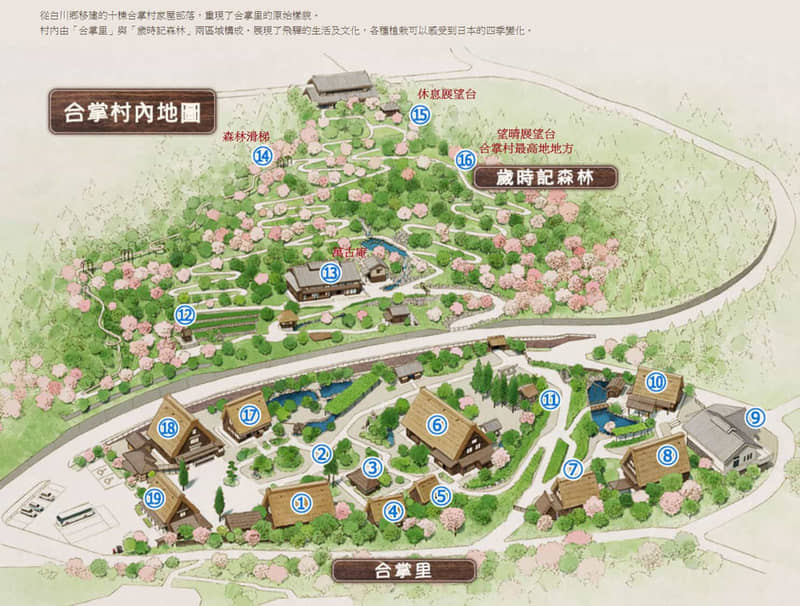 從白川鄉移建的十棟合掌村家屋部落，重現了合掌里的原始樣貌。
村內由「合掌里」與「歲時記森林」兩區域構成。展現了飛驒的生活及文化，各種植栽可以感受到日本的四季變化。
合掌村內地圖
休息展望台
⑮
森林滑梯
⑭
望晴展望台
合掌村最高地地方
⑯
歲時記森林
萬古庵
⑬
⑫
⑩
⑪
⑰
⑨
⑱
⑥
②
⑧
③
⑦
⑲
①
④
⑤
合掌里